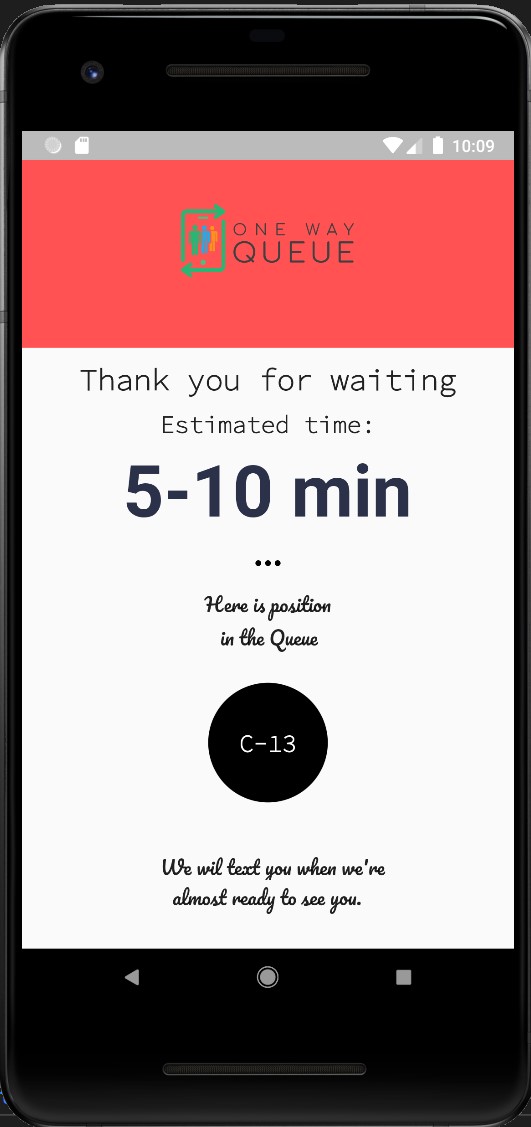 10:09
ONE WAY
QUEUE
Thank you for waiting
Estimated time:
5-10 min
...
Here is position
in the Queue
C-13
We wil text you when we're
almost ready to see you.